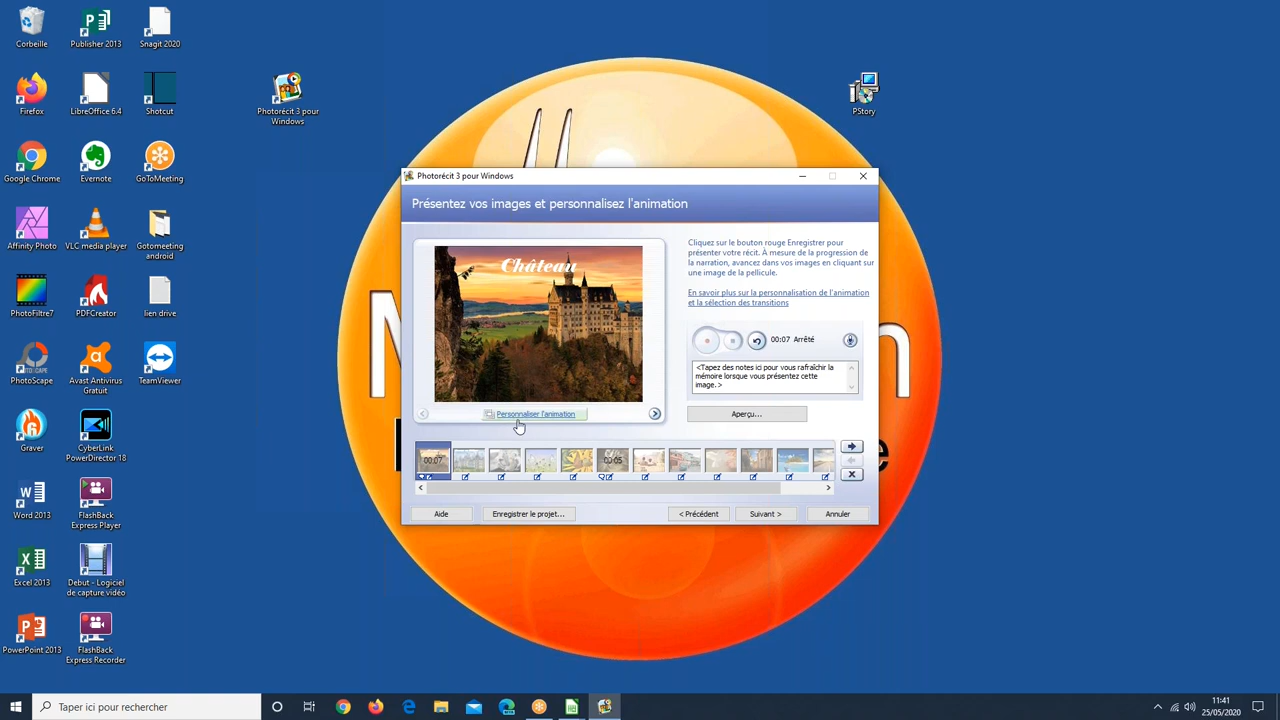 Corbeille
Publisher 2013
Snagit 2020
Firefox
LibreOffice 6.4
Shotcut
Photorécit 3 pour
Windows
PStory
Google Chrome
Evernote
GoToMeeting
Affinity Photo
VLC media player
Gotomeeting
android
PhotoFiltre7
PDFCreator
lien drive
PhotoScape
Avast Antivirus
Gratuit
TeamViewer
Graver
CyberLink
PowerDirector 18
Word 2013
FlashBack
Express Player
Excel 2013
Debut - Logiciel
de capture vidéo
PowerPoint 2013
FlashBack
Express Recorder
Photorécit 3 pour Windows
Présentez vos images et personnalisez l'animation
Château
Cliquez sur le bouton rouge Enregistrer pour
présenter votre récit. À mesure de la progression de
la narration, avancez dans vos images en cliquant sur
une image de la pellicule.
En savoir plus sur la personnalisation de l'animation
et la sélection des transitions
00:07 Arrêté
<Tapez des notes ici pour vous rafraîchir la
mémoire lorsque vous présentez cette
image.>
Personnaliser l'animation
Aperçu...
00:07
00:05
Aide
Enregistrer le projet...
< Précédent
Suivant >
Annuler
Taper ici pour rechercher
11:41
25/05/2020